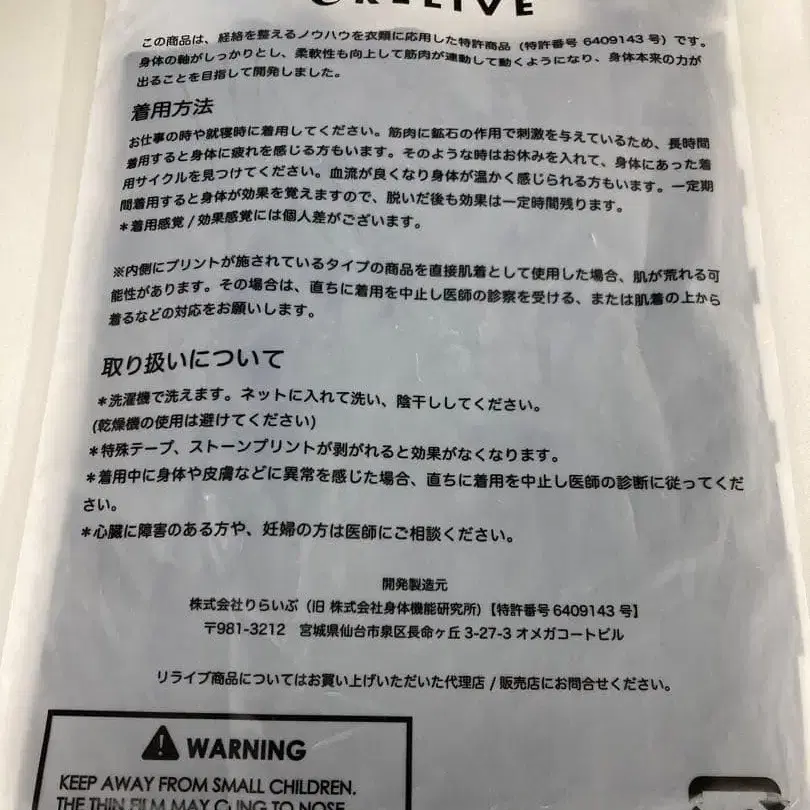 RELIVE
この商品は、経絡を整えるノウハウを衣類に応用した特許商品（特許番号 6409143 号）です。
身体の軸がしっかりとし、柔軟性も向上して筋肉が連動して動くようになり、身体本来の力が
出ることを目指して開発しました。
着用方法
お仕事の時や就寝時に着用してください。筋肉に鉱石の作用で刺激を与えているため、長時間
着用すると身体に疲れを感じる方もいます。そのような時はお休みを入れて、身体にあった着
用サイクルを見つけてください。血流が良くなり身体が温かく感じられる方もいます。一定期
間着用すると身体が効果を覚えますので、脱いだ後も効果は一定時間残ります。
＊着用感覚 / 効果感覚には個人差がございます。
※内側にプリントが施されているタイプの商品を直接肌着として使用した場合、肌が荒れる可
能性があります。その場合は、直ちに着用を中止し医師の診察を受ける、または肌着の上から
着るなどの対応をお願いします。
取り扱いについて
＊洗濯機で洗えます。ネットに入れて洗い、陰干ししてください。
(乾燥機の使用は避けてください)
＊特殊テープ、ストーンプリントが剥がれると効果がなくなります。
＊着用中に身体や皮膚などに異常を感じた場合、直ちに着用を中止し医師の診断に従ってくだ
さい。
＊心臓に障害のある方や、妊婦の方は医師にご相談ください。
開発製造元
株式会社りらいぶ（旧 株式会社身体機能研究所）【特許番号 6409143 号】
〒981-3212　宮城県仙台市泉区長命ヶ丘 3-27-3 オメガコートビル
リライブ商品についてはお買い上げいただいた代理店 / 販売店にお問合せください。
WARNING
KEEP AWAY FROM SMALL CHILDREN.
THE THIN FILM MAY CLING TO NOSE